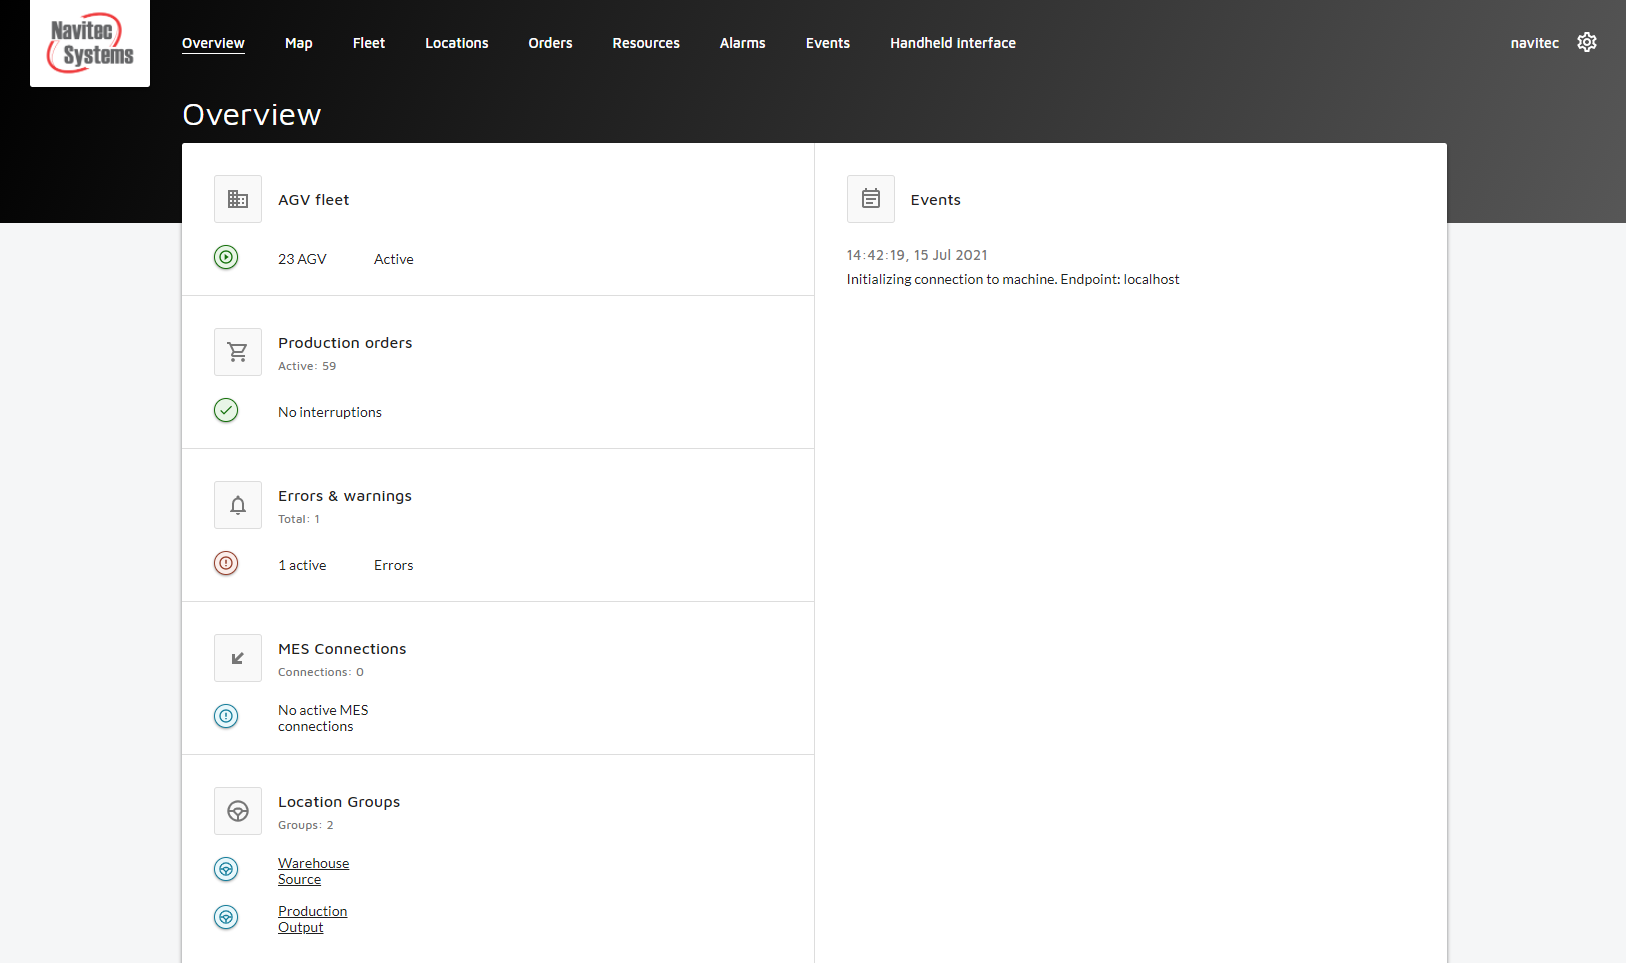 Navitec
Systems
Overview
Map
Fleet
Locations
Orders
Resources
Alarms
Events
Handheld interface
navitec
Overview
AGV fleet
23 AGV
Active
Production orders
Active: 59
No interruptions
Errors & warnings
Total: 1
1 active
Errors
MES Connections
Connections: 0
No active MES
connections
Location Groups
Groups: 2
Warehouse
Source
Production
Output
Events
14:42:19, 15 Jul 2021
Initializing connection to machine. Endpoint: localhost